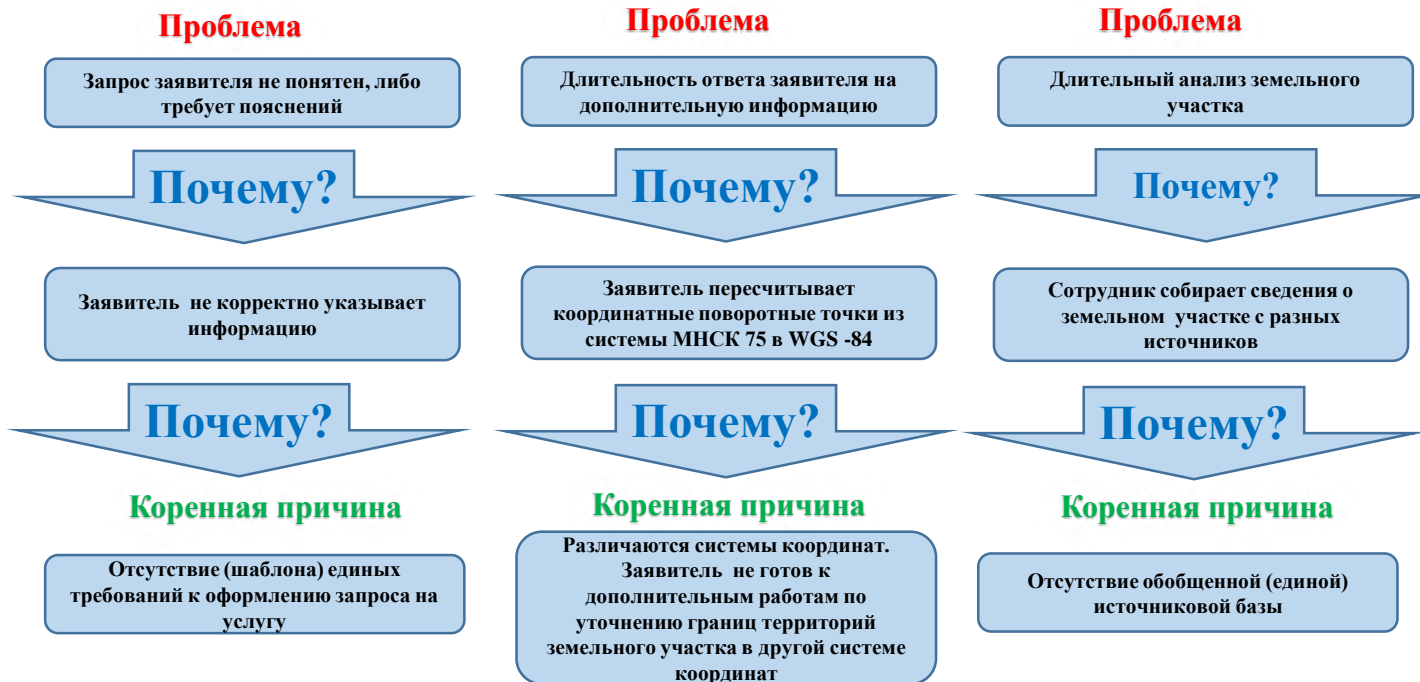 Проблема
Запрос заявителя не понятен, либо
требует пояснений
Почему?
Заявитель не корректно указывает
информацию
Почему?
Коренная причина
Отсутствие (шаблона) единых
требований к оформлению запроса на
услугу
Проблема
Длительность ответа заявителя на
дополнительную информацию
Почему?
Заявитель пересчитывает
координатные поворотные точки из
системы МНСК 75 в WGS -84
Почему?
Коренная причина
Различаются системы координат.
Заявитель не готов к
дополнительным работам по
уточнению границ территорий
земельного участка в другой системе
координат
Проблема
Длительный анализ земельного
участка
Почему?
Сотрудник собирает сведения о
земельном участке с разных
источников
Почему?
Коренная причина
Отсутствие обобщенной (единой)
источниковой базы